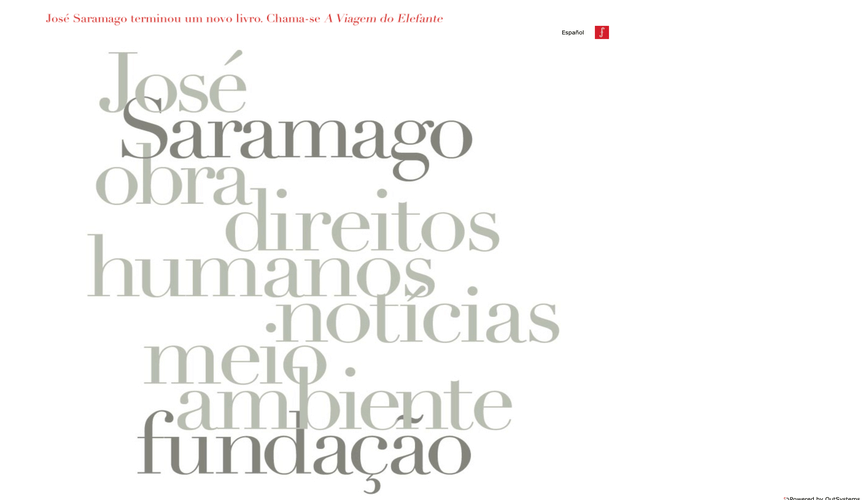 José Saramago terminou um novo livro. Chama-se A Viagem do Elefante
Español
José
Saramago
obra
direitos
humanos
notícias
meio
ambiente
fundação
Powered by OutSystems